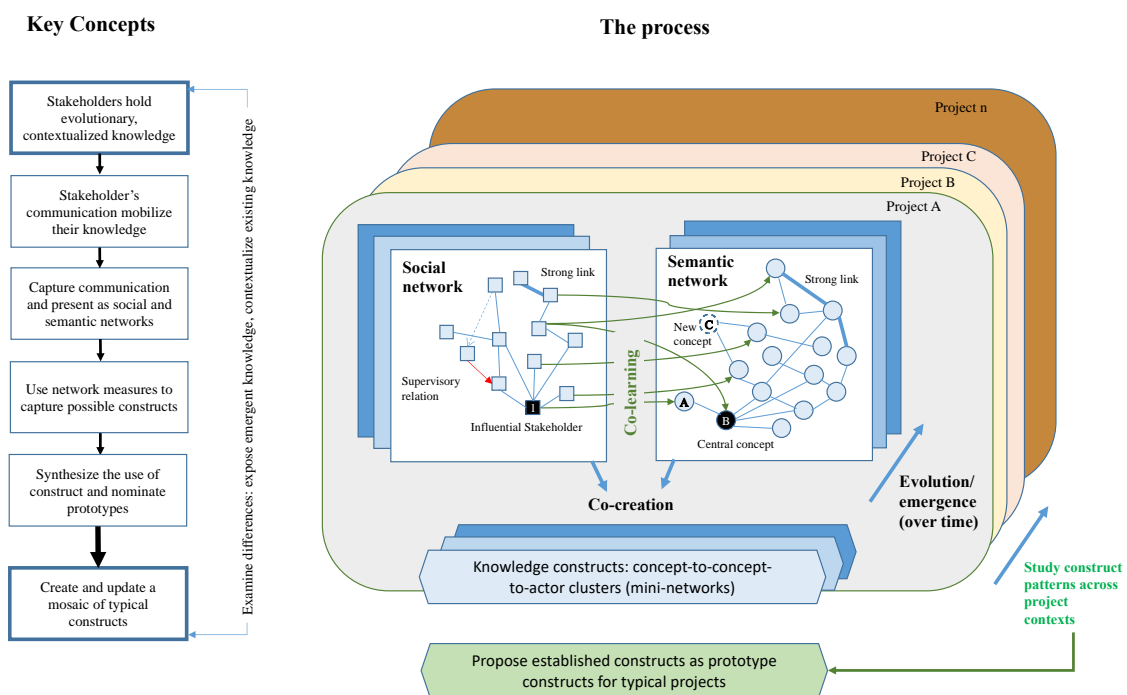 Key Concepts
The process
Stakeholders hold
evolutionary,
contextualized knowledge
Stakeholder's
communication mobilize
their knowledge
Capture communication
and present as social and
semantic networks
Use network measures to
capture possible constructs
Synthesize the use of
construct and nominate
prototypes
Create and update a
mosaic of typical
constructs
Examine differences: expose emergent knowledge, contextualize existing knowledge
Project n
Project C
Project B
Project A
Social
network
Strong link
Supervisory
relation
1
Influential Stakeholder
Co-learning
Semantic
network
Strong link
C
New
concept
A
B
Central concept
Co-creation
Evolution/
emergence
(over time)
Knowledge constructs: concept-to-concept-
to-actor clusters (mini-networks)
Study construct
patterns across
project
contexts
Propose established constructs as prototype
constructs for typical projects